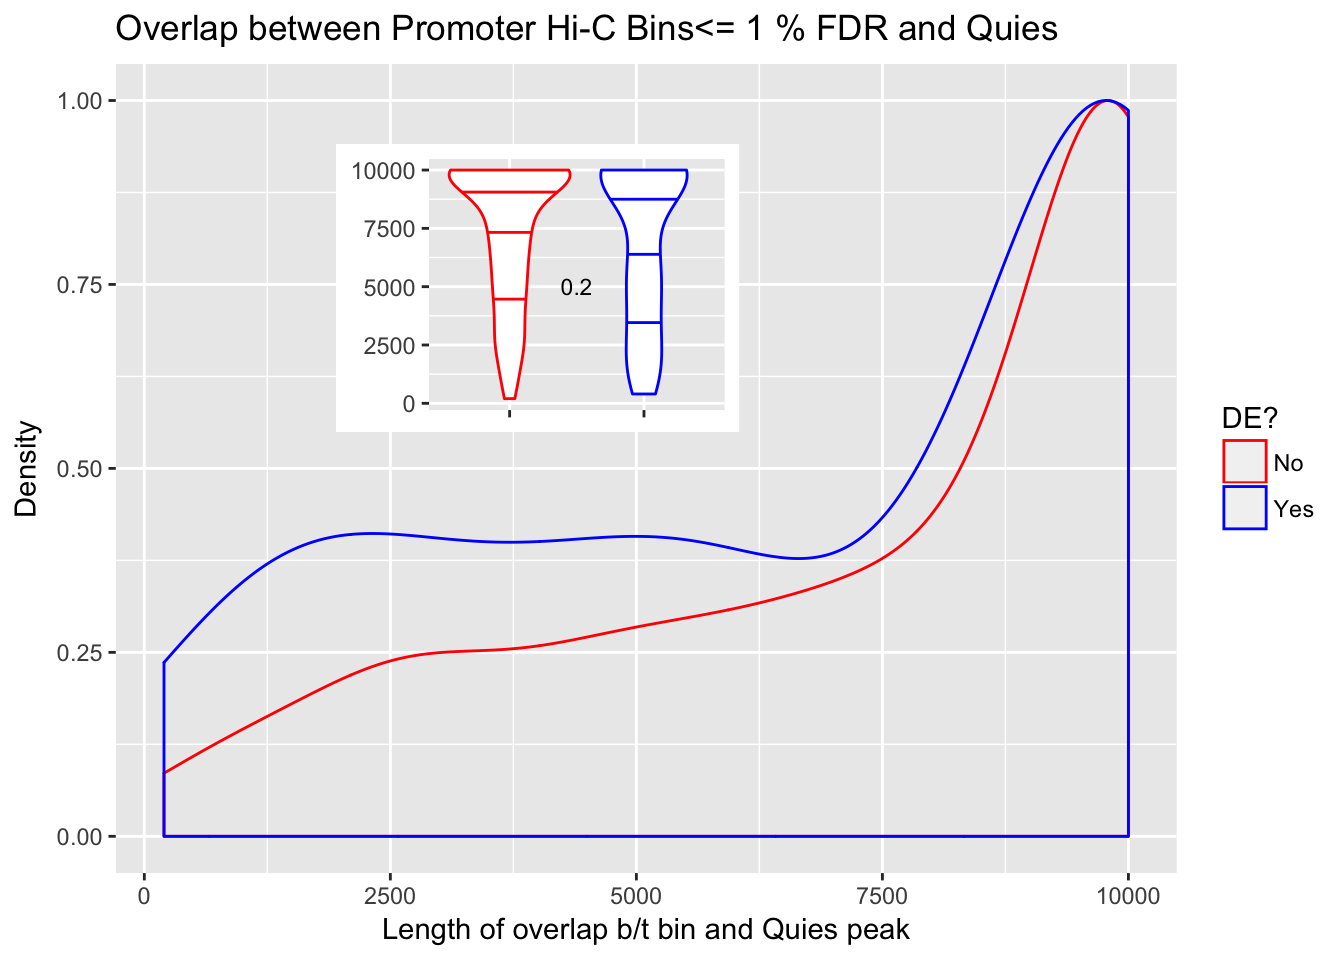 Overlap between Promoter Hi-C Bins<= 1 % FDR and Quies
Density
1.00
0.75
0.50
0.25
0.00
10000
7500
5000
2500
0
0.2
0 2500 5000 7500 10000
Length of overlap b/t bin and Quies peak
DE?
No
Yes